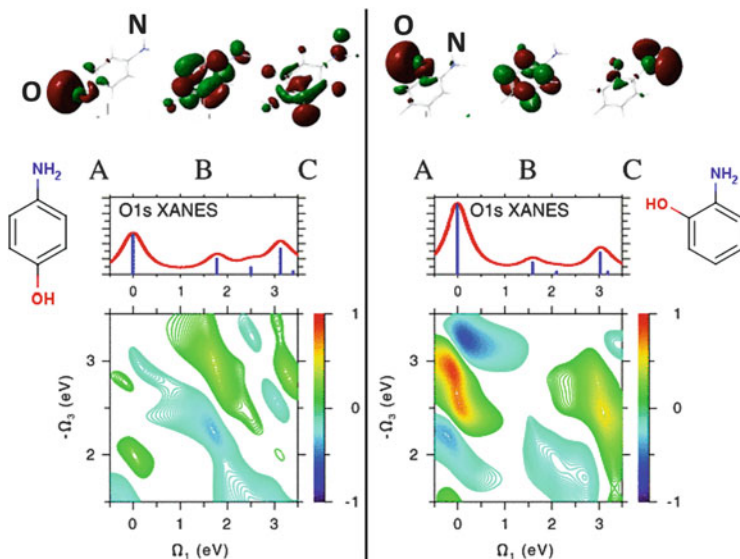 N
O
A
B
C
NH₂
OH
O1s XANES
0 1 2 3
3
2
-Ω₃ (eV)
0 1 2 3
Ω₁ (eV)
1
0
-1
O
N
A
B
C
NH₂
HO
O1s XANES
0 1 2 3
3
2
-Ω₃ (eV)
0 1 2 3
Ω₁ (eV)
1
0
-1